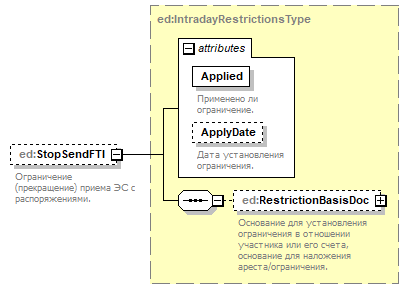 ed:IntradayRestrictionsType
attributes
Applied
Применено ли
ограничение.
ApplyDate
Дата установления
ограничения.
ed:StopSendFTI
Ограничение
(прекращение) приема ЭС с
распоряжениями.
ed:RestrictionBasisDoc
Основание для установления
ограничения в отношении
участника или его счета,
основание для наложения
ареста/ограничения.